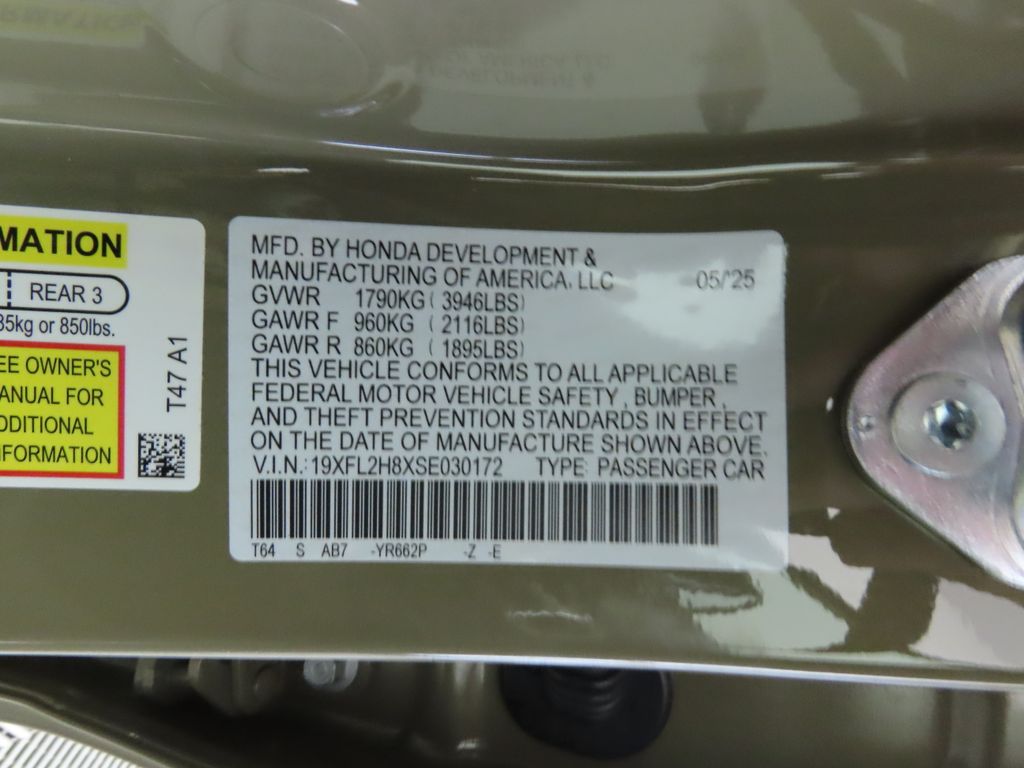 MATION
REAR 3
35kg or 850lbs.
EE OWNER'S
ANUAL FOR
DDITIONAL
NFORMATION
T47 A1
MFD. BY HONDA DEVELOPMENT &
MANUFACTURING OF AMERICA, LLC 05/'25
GVWR 1790KG ( 3946LBS)
GAWR F 960KG ( 2116LBS)
GAWR R 860KG ( 1895LBS)
THIS VEHICLE CONFORMS TO ALL APPLICABLE
FEDERAL MOTOR VEHICLE SAFETY , BUMPER ,
AND THEFT PREVENTION STANDARDS IN EFFECT
ON THE DATE OF MANUFACTURE SHOWN ABOVE.
V.I.N.: 19XFL2H8XSE030172 TYPE: PASSENGER CAR
T64 S AB7 -YR662P -Z -E